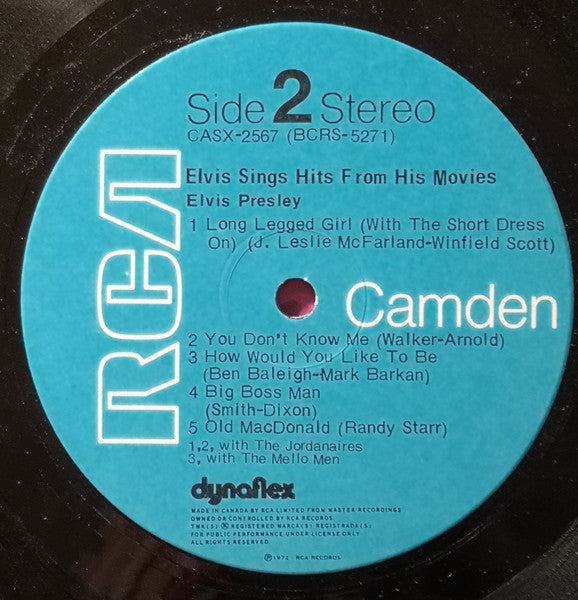 Side 2 Stereo
CASX-2567 (BCRS-5271)
Elvis Sings Hits From His Movies
Elvis Presley
1 Long Legged Girl (With The Short Dress
On) (J. Leslie McFarland-Winfield Scott)
RCA Camden
2 You Don't Know Me (Walker-Arnold)
3 How Would You Like To Be
(Ben Baleigh-Mark Barkan)
4 Big Boss Man
(Smith-Dixon)
5 Old MacDonald (Randy Starr)
1,2, with The Jordanaires
3, with The Mello Men
dynaflex
MADE IN CANADA BY RCA LIMITED FROM MASTER RECORDINGS
OWNED OR CONTROLLED BY RCA RECORDS
TMK(S) ® REGISTERED MARCA(S) REGISTRADA(S)
FOR PUBLIC PERFORMANCE UNDER LICENSE ONLY
ALL RIGHTS RESERVED
℗ 1972 - RCA RECORDS